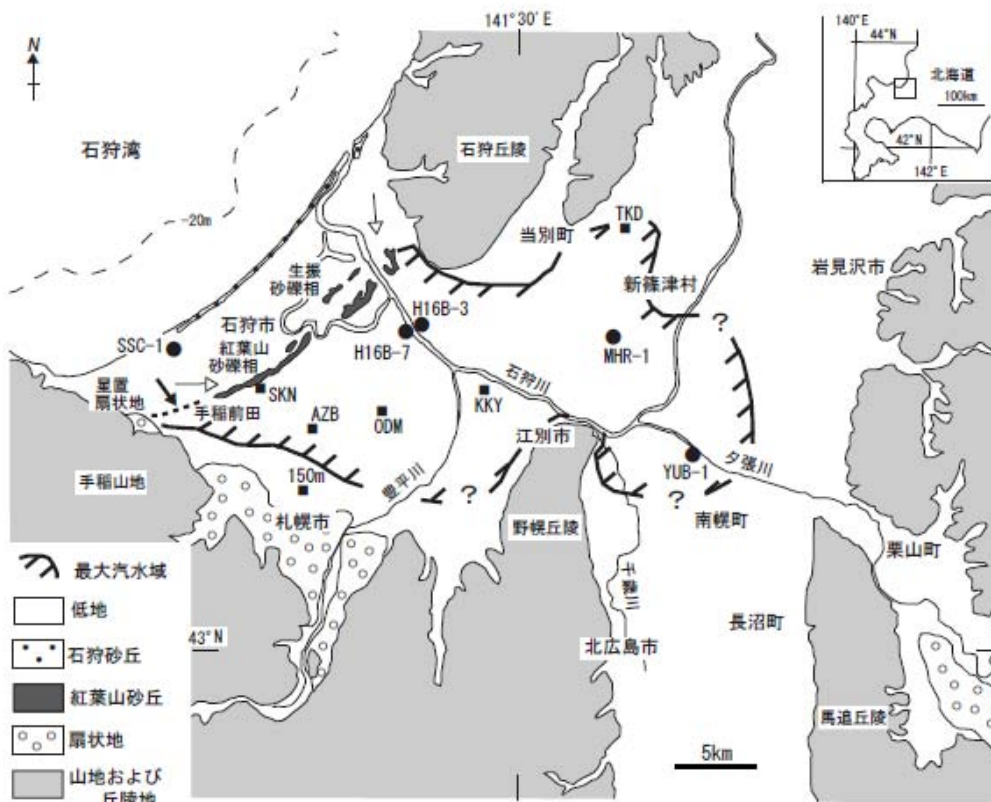 141°30' E
N
石狩湾
-20m
石狩丘陵
140°E
44°N
北海道
100km
42°N
142°E
当別町
TKD
岩見沢市
新篠津村
生振
砂礫相
石狩市
H16B-3
?
SSC-1
紅葉山
砂礫相
H16B-7
MHR-1
石狩川
星置
扇状地
SKN
手稲前田
KKY
AZB
ODM
江別市
夕張川
150m
豊平川
YUB-1
手稲山地
?
?
札幌市
野幌丘陵
南幌町
栗山町
千歳川
最大汽水域
低地
43°N
長沼町
石狩砂丘
北広島市
紅葉山砂丘
馬追丘陵
扇状地
5km
山地および
丘陵地